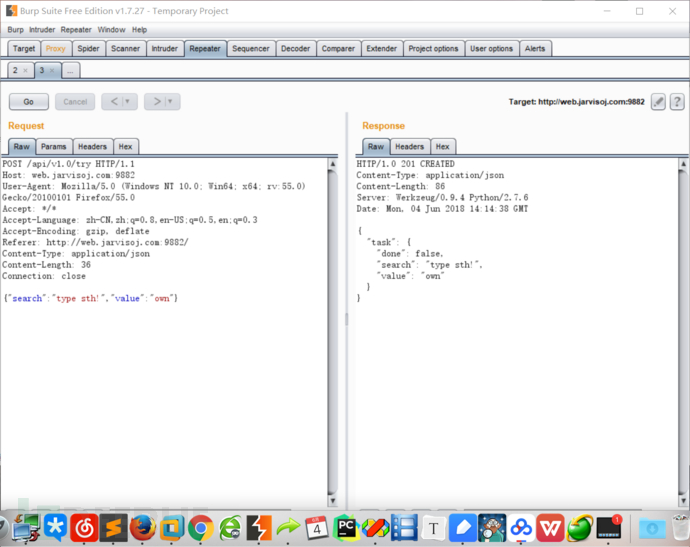 Burp Suite Free Edition v1.7.27 - Temporary Project
Burp Intruder Repeater Window Help
Target Proxy Spider Scanner Intruder Repeater Sequencer Decoder Comparer Extender Project options User options Alerts
2 × 3 × ...
Go Cancel < > Target: http://web.jarvisoj.com:9882 ?
Request
Raw Params Headers Hex
POST /api/v1.0/try HTTP/1.1
Host: web.jarvisoj.com:9882
User-Agent: Mozilla/5.0 (Windows NT 10.0; Win64; x64; rv:55.0)
Gecko/20100101 Firefox/55.0
Accept: */*
Accept-Language: zh-CN,zh;q=0.8,en-US;q=0.5,en;q=0.3
Accept-Encoding: gzip, deflate
Referer: http://web.jarvisoj.com:9882/
Content-Type: application/json
Content-Length: 36
Connection: close
{"search":"type sth!","value":"own"}
Response
Raw Headers Hex
HTTP/1.0 201 CREATED
Content-Type: application/json
Content-Length: 86
Server: Werkzeug/0.9.4 Python/2.7.6
Date: Mon, 04 Jun 2018 14:14:38 GMT
{
"task": {
"done": false,
"search": "type sth!",
"value": "own"
}
}
4 PC T W 1